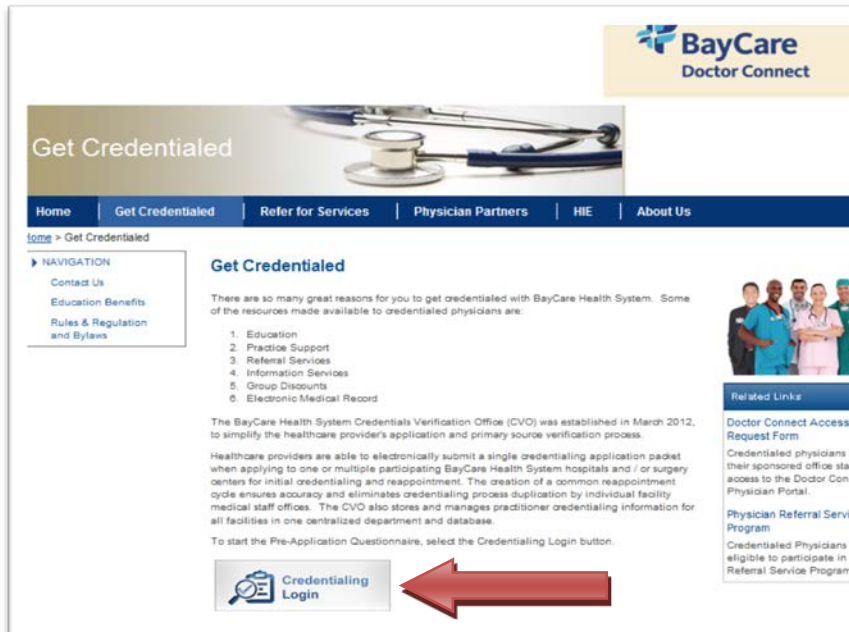 BayCare
Doctor Connect
Get Credentialed
Home | Get Credentialed | Refer for Services | Physician Partners | HIE | About Us
Home > Get Credentialed
NAVIGATION
Contact Us
Education Benefits
Rules & Regulation
and Bylaws
Get Credentialed
There are so many great reasons for you to get credentialed with BayCare Health System. Some
of the resources made available to credentialed physicians are:
1. Education
2. Practice Support
3. Referral Services
4. Information Services
5. Group Discounts
6. Electronic Medical Record
The BayCare Health System Credentials Verification Office (CVO) was established in March 2012,
to simplify the healthcare provider's application and primary source verification process.
Healthcare providers are able to electronically submit a single credentialing application packet
when applying to one or multiple participating BayCare Health System hospitals and / or surgery
centers for initial credentialing and reappointment. The creation of a common reappointment
cycle ensures accuracy and eliminates credentialing process duplication by individual facility
medical staff offices. The CVO also stores and manages practitioner credentialing information for
all facilities in one centralized department and database.
To start the Pre-Application Questionnaire, select the Credentialing Login button.
Credentialing
Login
Related Links
Doctor Connect Access
Request Form
Credentialed physicians
their sponsored office sta
access to the Doctor Con
Physician Portal.
Physician Referral Servi
Program
Credentialed Physicians
eligible to participate in
Referral Service Program